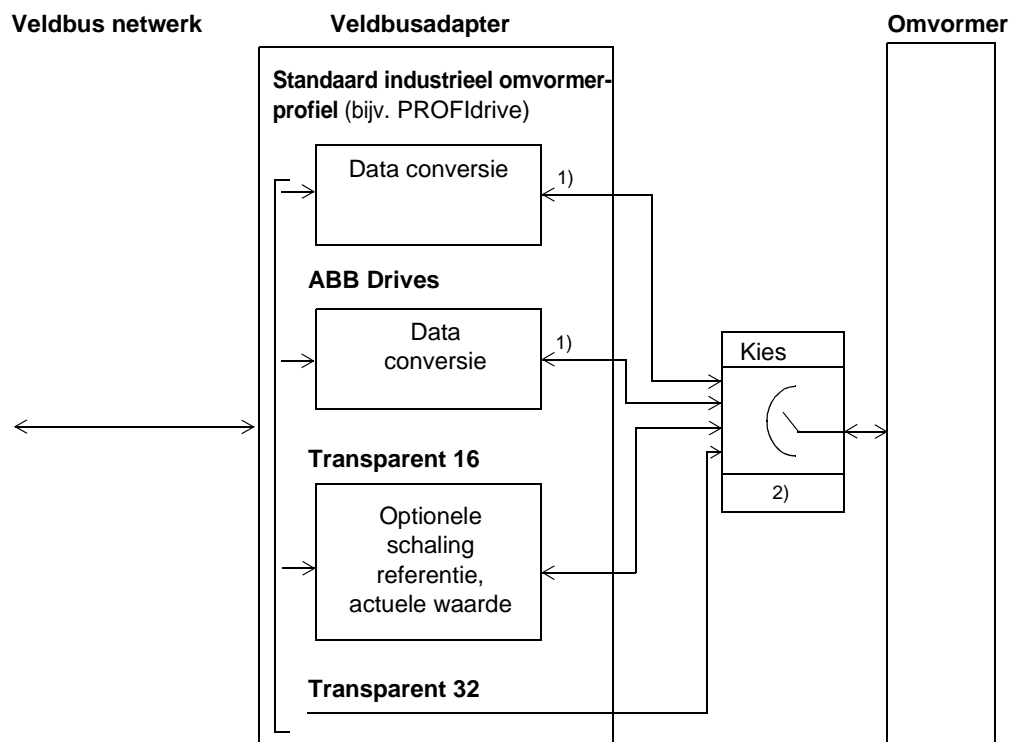 Veldbus netwerk
Veldbusadapter
Omvormer
Standaard industrieel omvormer-
profiel (bijv. PROFIdrive)
Data conversie
1)
ABB Drives
Data
conversie
1)
Kies
2)
Transparent 16
Optionele
schaling
referentie,
actuele waarde
Transparent 32